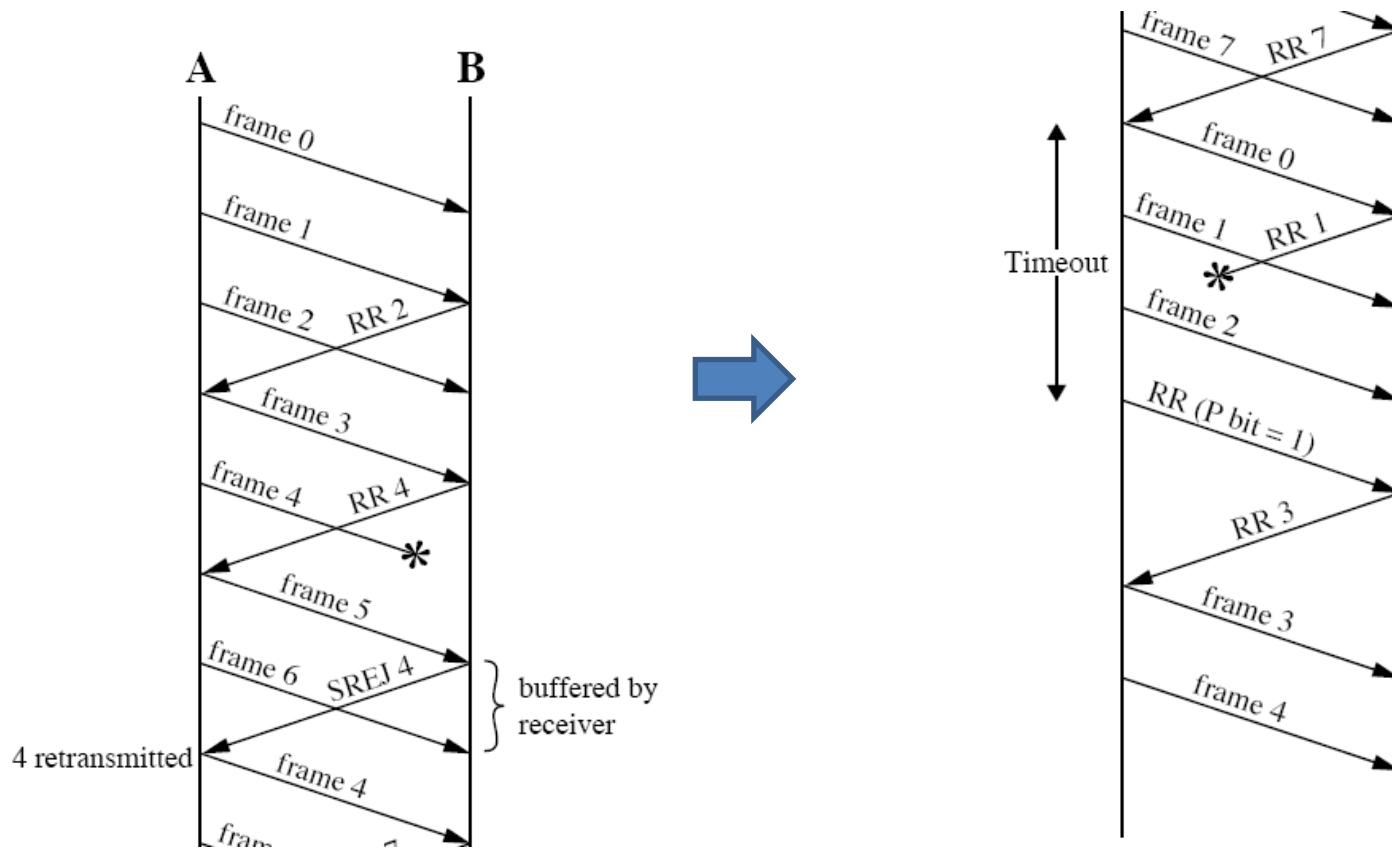 A
B
frame 0
frame 1
frame 2
RR 2
frame 3
frame 4
RR 4
*
frame 5
frame 6
SREJ 4
buffered by
receiver
4 retransmitted
frame 4
frame 7
RR 7
frame 0
frame 1
RR 1
Timeout
*
frame 2
RR (P bit = 1)
RR 3
frame 3
frame 4